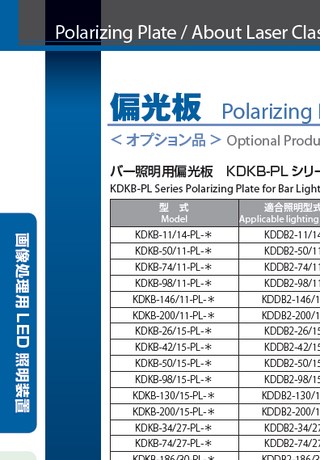 Polarizing Plate / About Laser Clas
偏光板 Polarizing
＜オプション品＞ Optional Produ
バー照明用偏光板 KDKB-PL シリー
KDKB-PL Series Polarizing Plate for Bar Light
型 式 適合照明型式
Model Applicable lighting
KDKB-11/14-PL-＊ KDDB2-11/14
KDKB-50/11-PL-＊ KDDB2-50/11
KDKB-74/11-PL-＊ KDDB2-74/11
KDKB-98/11-PL-＊ KDDB2-98/11
KDKB-146/11-PL-＊ KDDB2-146/1
KDKB-200/11-PL-＊ KDDB2-200/1
KDKB-26/15-PL-＊ KDDB2-26/15
KDKB-42/15-PL-＊ KDDB2-42/15
KDKB-50/15-PL-＊ KDDB2-50/15
KDKB-98/15-PL-＊ KDDB2-98/15
KDKB-130/15-PL-＊ KDDB2-130/1
KDKB-200/15-PL-＊ KDDB2-200/1
KDKB-34/27-PL-＊ KDDB2-34/27
KDKB-74/27-PL-＊ KDDB2-74/27
KDKB-186/30-PL-＊ KDDB2-186/3
画像処理用LED 照明装置